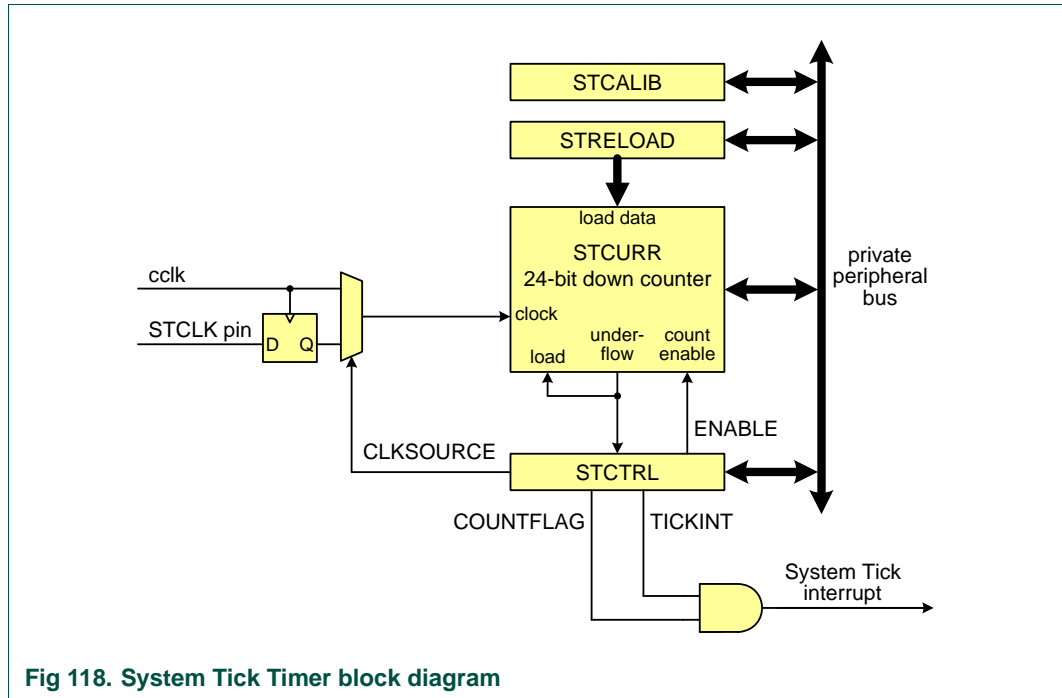 STCALIB
STRELOAD
load data
STCURR
24-bit down counter
private
peripheral
bus
cclk
clock
STCLK pin
D Q
under-
flow
count
enable
load
ENABLE
CLKSOURCE
STCTRL
COUNTFLAG
TICKINT
System Tick
interrupt
Fig 118. System Tick Timer block diagram